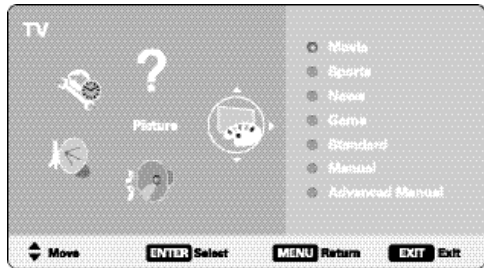 TV
?
Picture
Movie
Sports
News
Game
Standard
Manual
Advanced Manual
Move ENTER Select MENU Return EXIT Exit